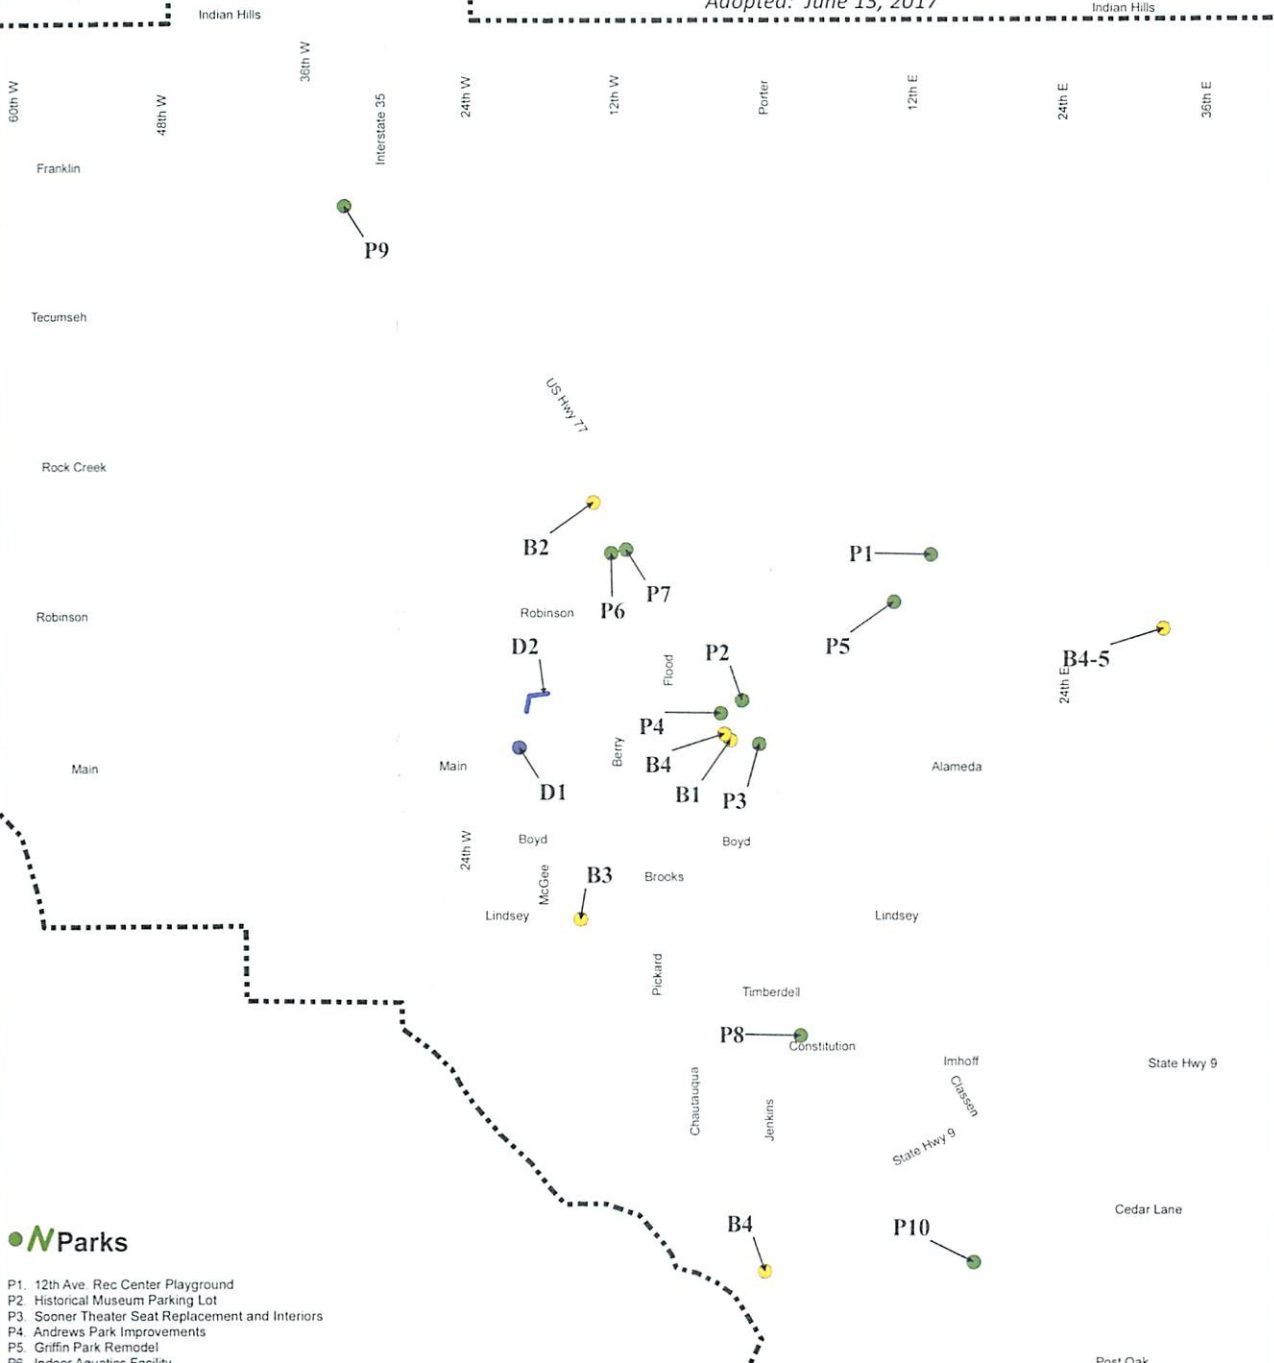 Adopted: June 13, 2017
Indian Hills
Indian Hills
36th W
60th W
48th W
Interstate 35
24th W
12th W
Porter
12th E
24th E
36th E
Franklin
P9
Tecumseh
US Hwy 77
Rock Creek
B2
P1
P7
P6
Robinson
Robinson
P5
D2
P2
Flood
B4-5
24th E
P4
Berry
B4
Main
Main
Alameda
D1
B1
P3
24th W
Boyd
Boyd
McGee
B3
Brooks
Lindsey
Lindsey
Pickard
Timberdell
P8
Constitution
Imhoff
State Hwy 9
Classen
Chautauqua
Jenkins
State Hwy 9
Cedar Lane
B4
P10
N Parks
P1. 12th Ave. Rec Center Playground
P2. Historical Museum Parking Lot
P3. Sooner Theater Seat Replacement and Interiors
P4. Andrews Park Improvements
P5. Griffin Park Remodel
P6. Indoor Aquatics Facility
Post Oak